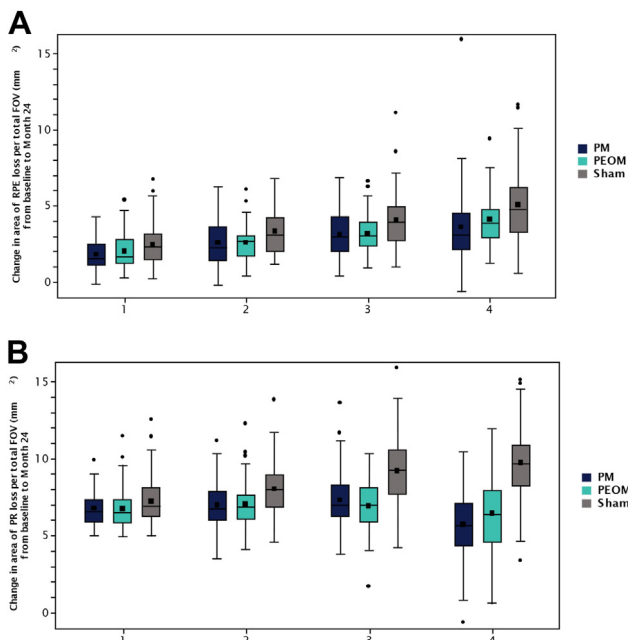 A
Change in area of RPE loss per total FOV (mm²)
from baseline to Month 24
15
10
5
0
1 2 3 4
PM
PEOM
Sham
B
Change in area of PR loss per total FOV (mm²)
from baseline to Month 24
15
10
5
0
1 2 3 4
PM
PEOM
Sham